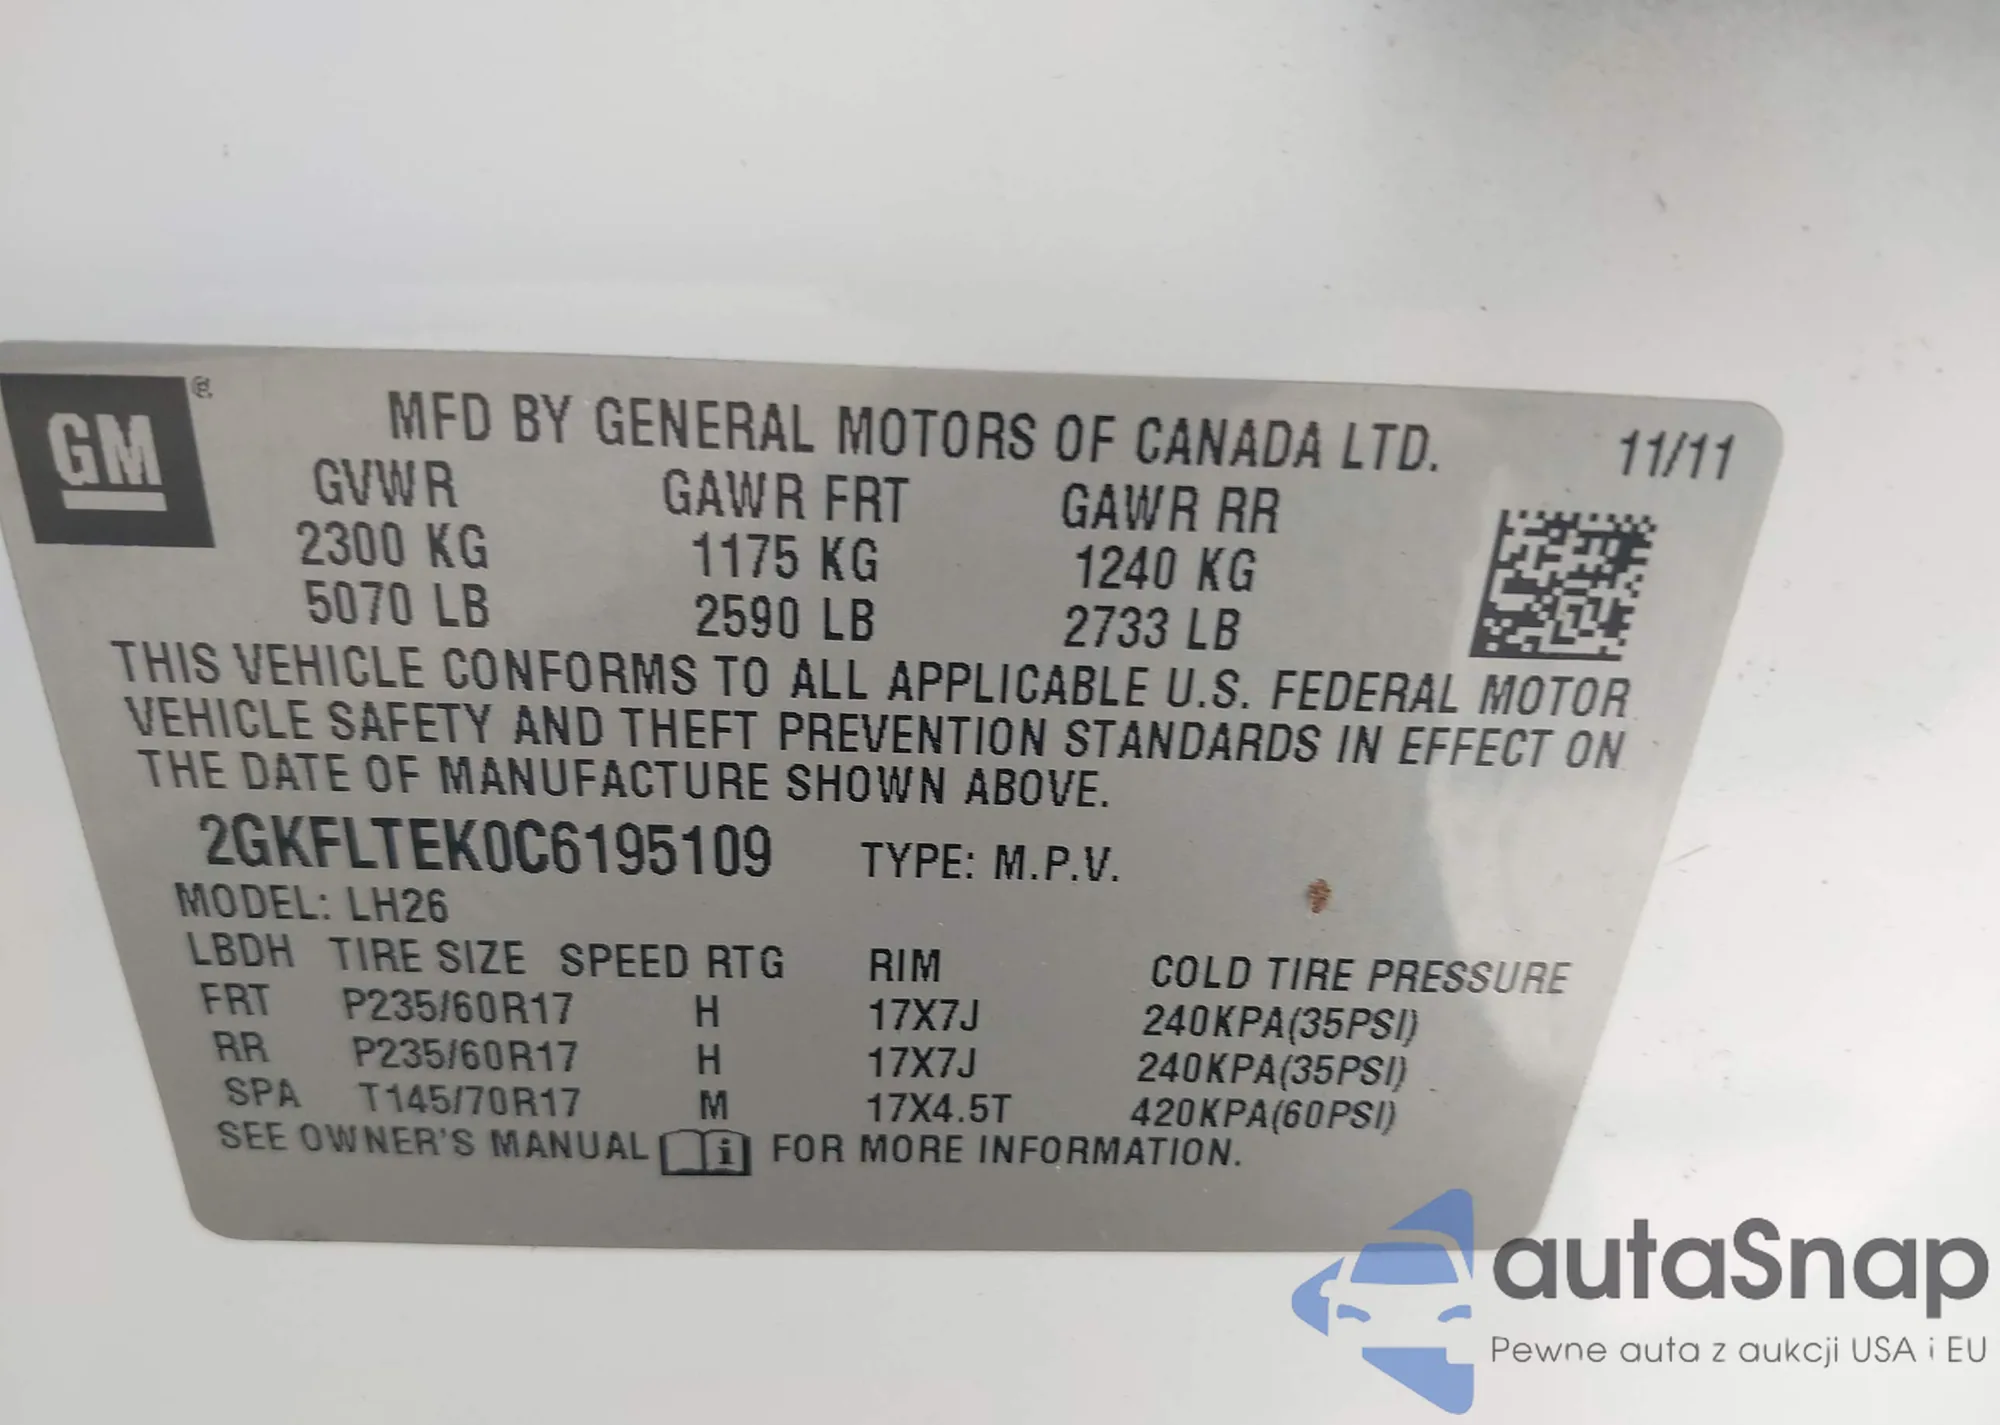 GM ®
MFD BY GENERAL MOTORS OF CANADA LTD. 11/11
GVWR GAWR FRT GAWR RR
2300 KG 1175 KG 1240 KG
5070 LB 2590 LB 2733 LB
THIS VEHICLE CONFORMS TO ALL APPLICABLE U.S. FEDERAL MOTOR
VEHICLE SAFETY AND THEFT PREVENTION STANDARDS IN EFFECT ON
THE DATE OF MANUFACTURE SHOWN ABOVE.
2GKFLTEK0C6195109 TYPE: M.P.V.
MODEL: LH26
LBDH TIRE SIZE SPEED RTG RIM COLD TIRE PRESSURE
FRT P235/60R17 H 17X7J 240KPA(35PSI)
RR P235/60R17 H 17X7J 240KPA(35PSI)
SPA T145/70R17 M 17X4.5T 420KPA(60PSI)
SEE OWNER'S MANUAL i FOR MORE INFORMATION.
autaSnap
Pewne auta z aukcji USA i EU